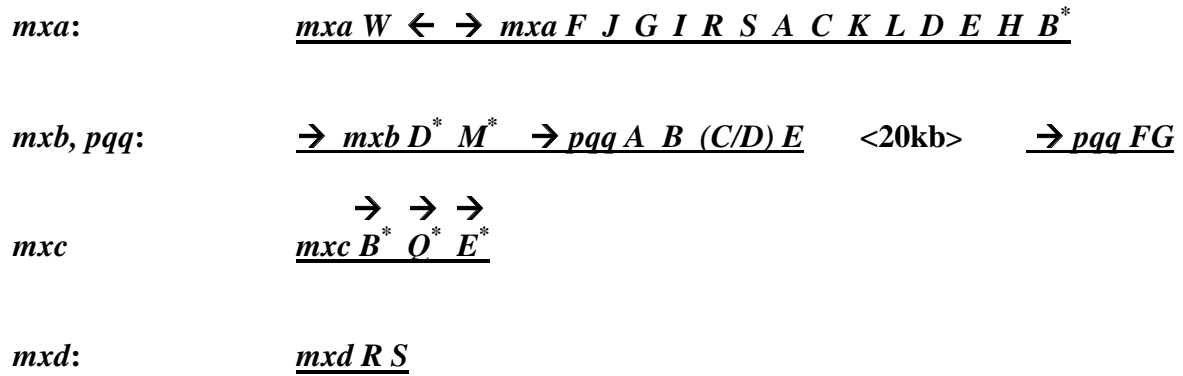 mxa: mxa W ← → mxa F J G I R S A C K L D E H B*
mxb, pqq: → mxb D* M* → pqq A B (C/D) E <20kb> → pqq FG
→ → →
mxc mxc B* Q* E*
mxd: mxd R S